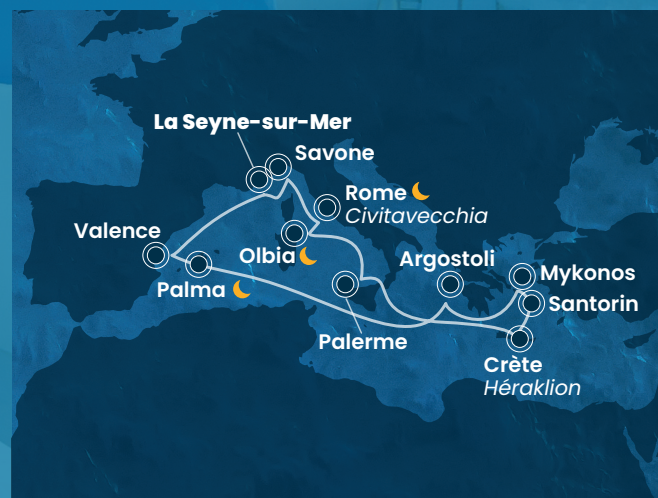 La Seyne-sur-Mer
Savone
Rome
Civitavecchia
Valence
Olbia
Argostoli
Mykonos
Palma
Santorin
Palerme
Crète
Héraklion